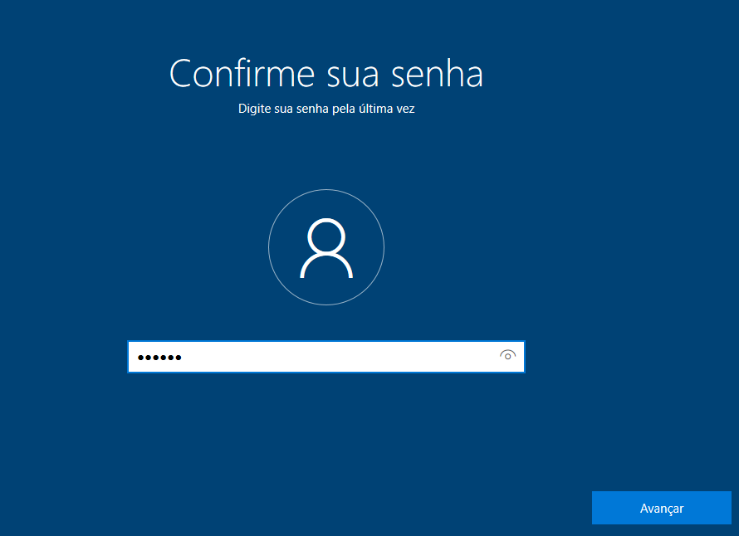 Confirme sua senha
Digite sua senha pela última vez
••••••
Avançar